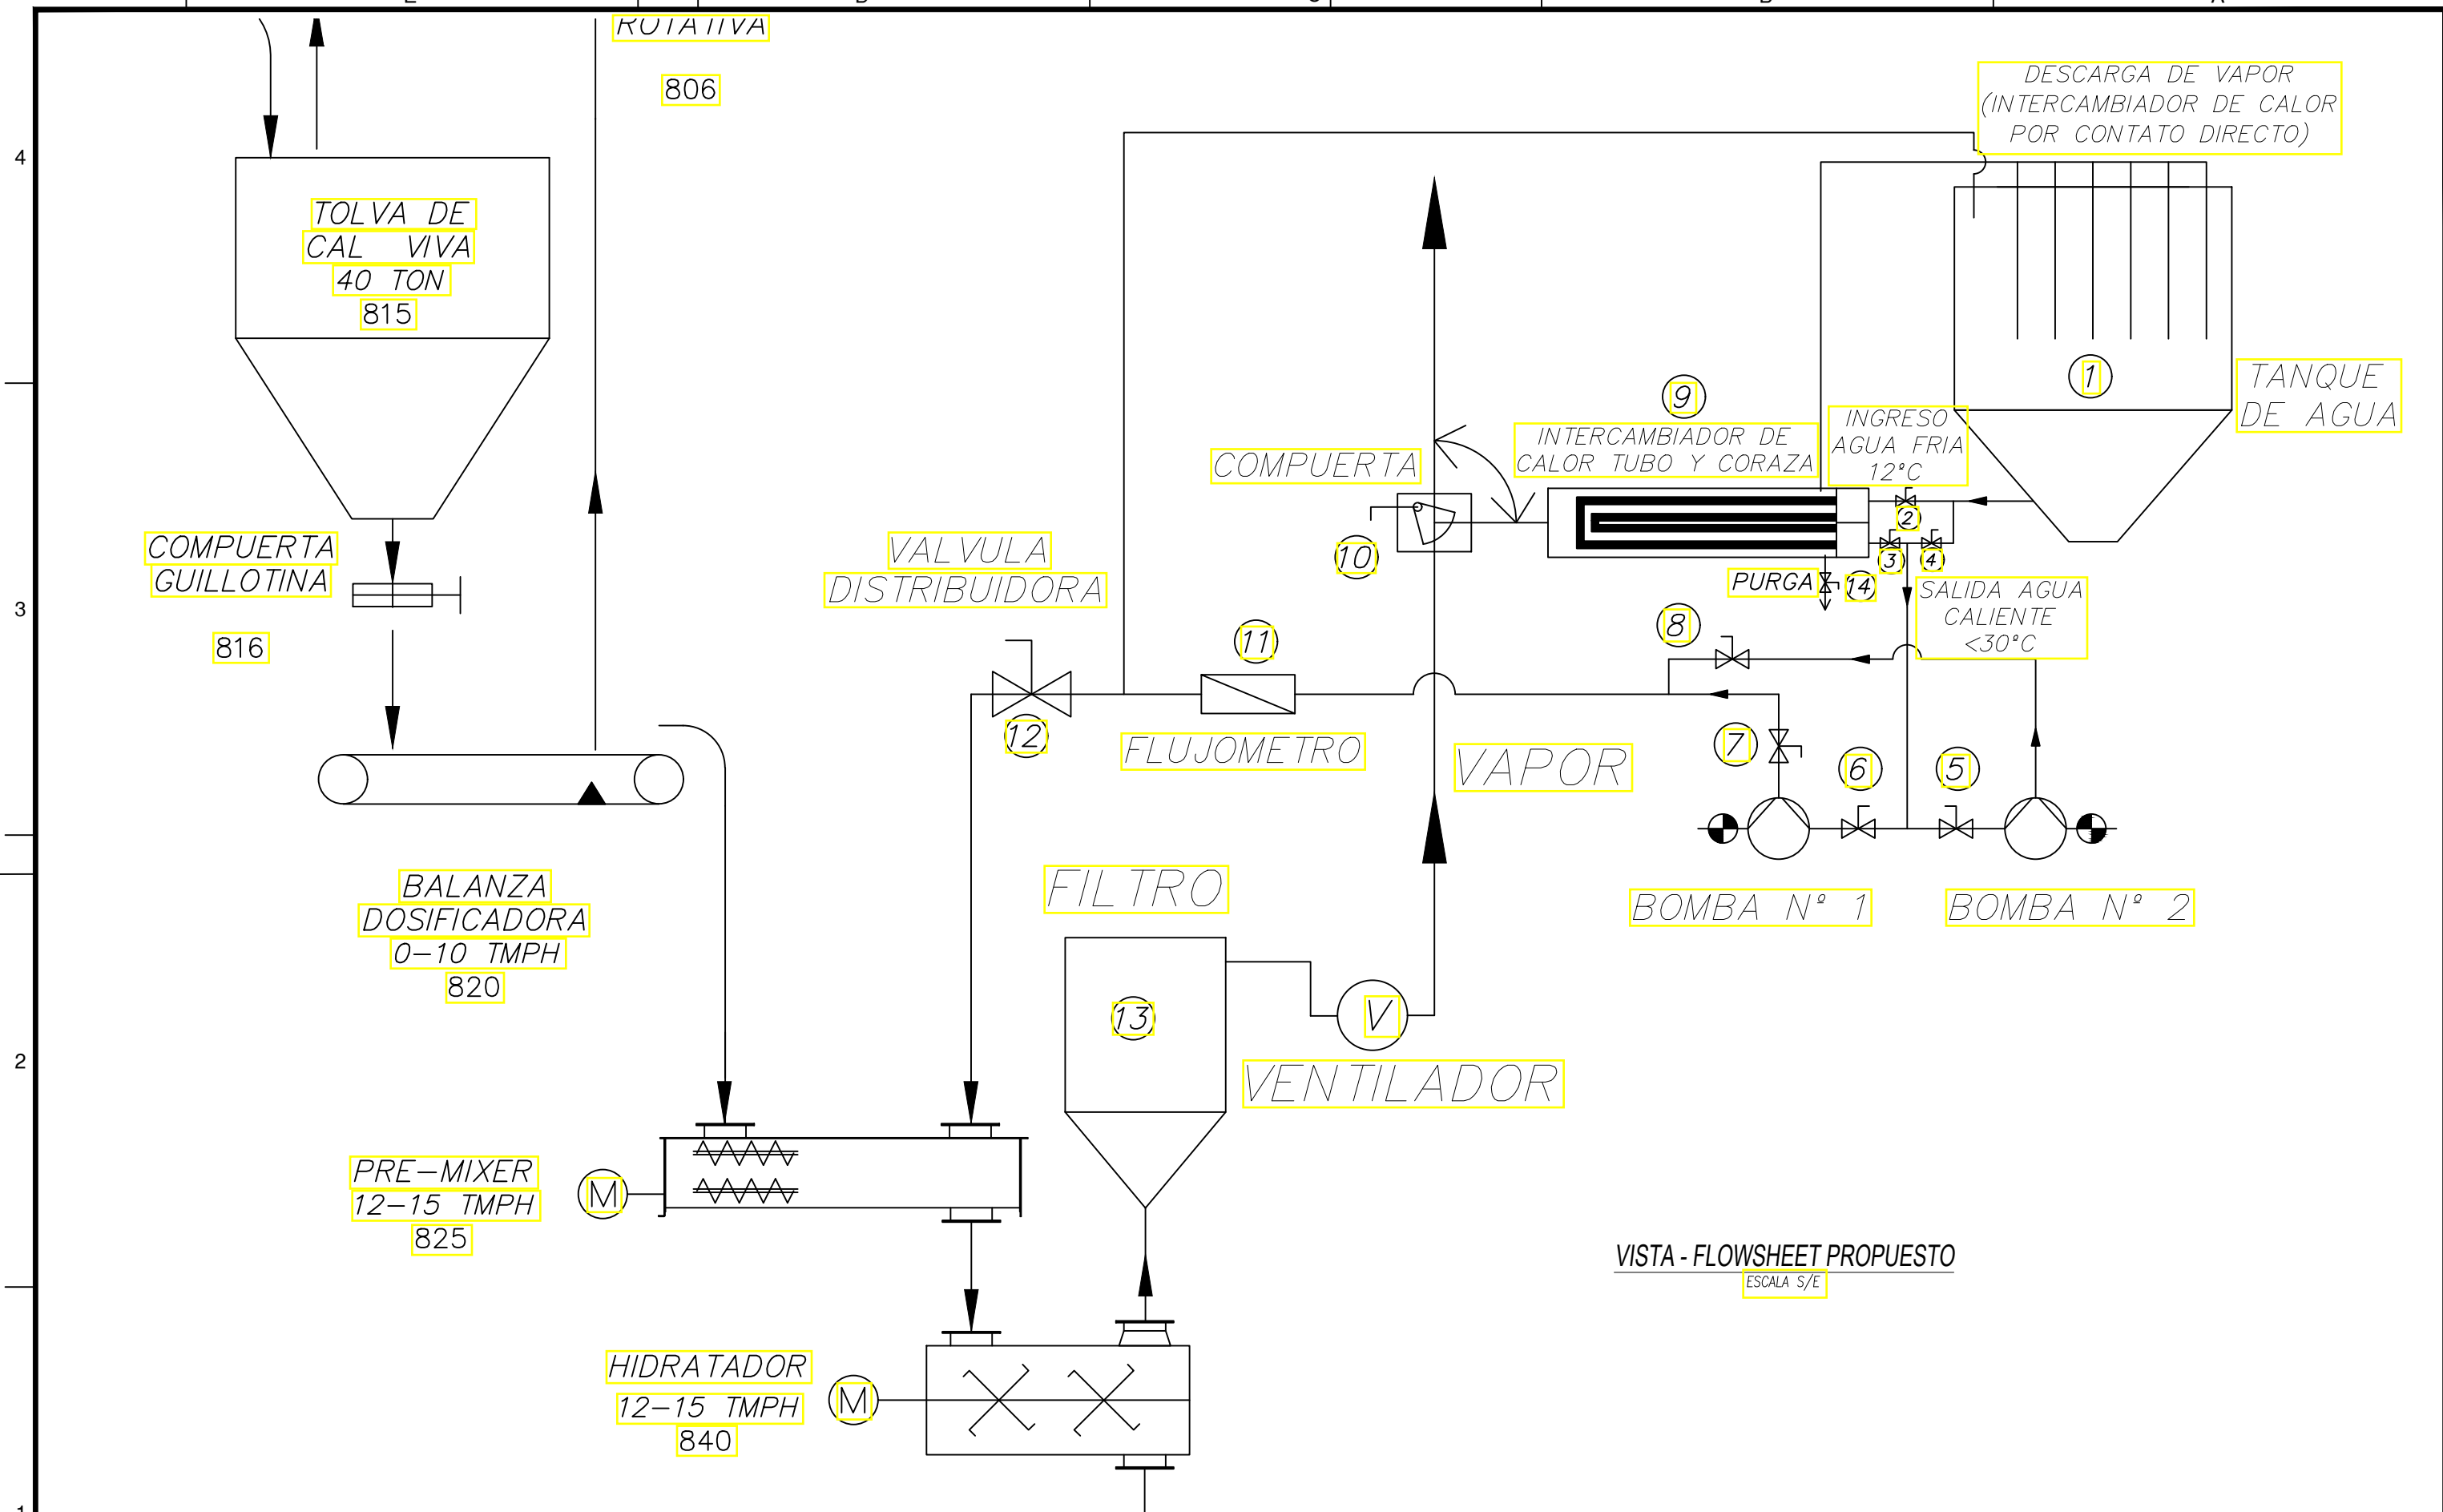 ROTATIVA
806
DESCARGA DE VAPOR
(INTERCAMBIADOR DE CALOR
POR CONTATO DIRECTO)
4
TOLVA DE
CAL VIVA
40 TON
815
1
TANQUE
DE AGUA
9
INTERCAMBIADOR DE
CALOR TUBO Y CORAZA
INGRESO
AGUA FRIA
12°C
COMPUERTA
10
2
3
4
PURGA
14
SALIDA AGUA
CALIENTE
<30°C
COMPUERTA
GUILLOTINA
816
VALVULA
DISTRIBUIDORA
3
11
8
12
FLUJOMETRO
VAPOR
7
6
5
BALANZA
DOSIFICADORA
0-10 TMPH
820
FILTRO
BOMBA N° 1
BOMBA N° 2
13
V
VENTILADOR
2
PRE-MIXER
12-15 TMPH
825
M
VISTA - FLOWSHEET PROPUESTO
ESCALA S/E
HIDRATADOR
12-15 TMPH
840
M